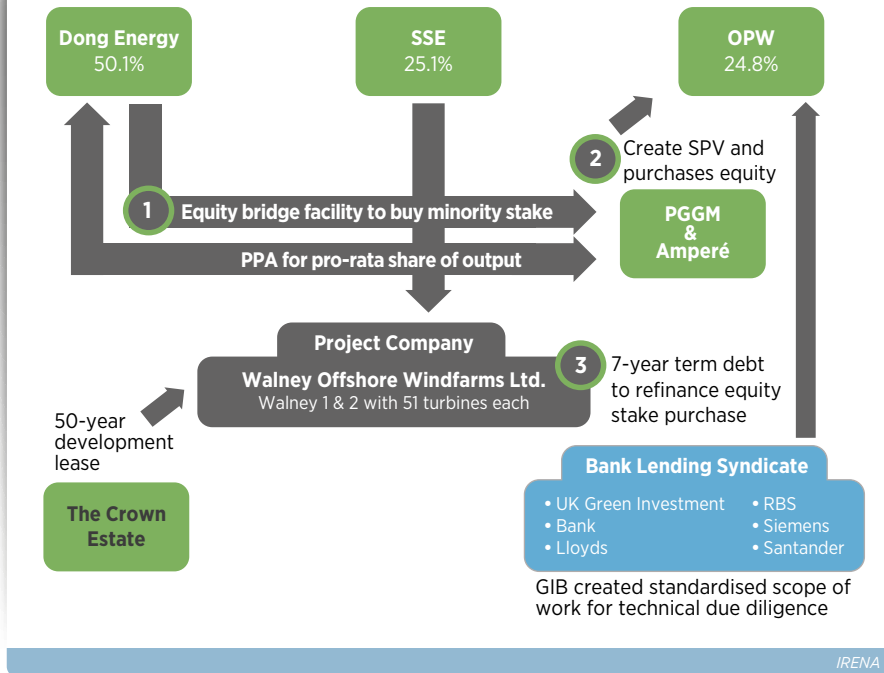 Dong Energy
50.1%
SSE
25.1%
OPW
24.8%
2
Create SPV and
purchases equity
1
Equity bridge facility to buy minority stake
PGGM
&
Amperé
PPA for pro-rata share of output
Project Company
Walney Offshore Windfarms Ltd.
Walney 1 & 2 with 51 turbines each
3
7-year term debt
to refinance equity
stake purchase
50-year
development
lease
The Crown
Estate
Bank Lending Syndicate
• UK Green Investment
• Bank
• Lloyds
• RBS
• Siemens
• Santander
GIB created standardised scope of
work for technical due diligence
IRENA